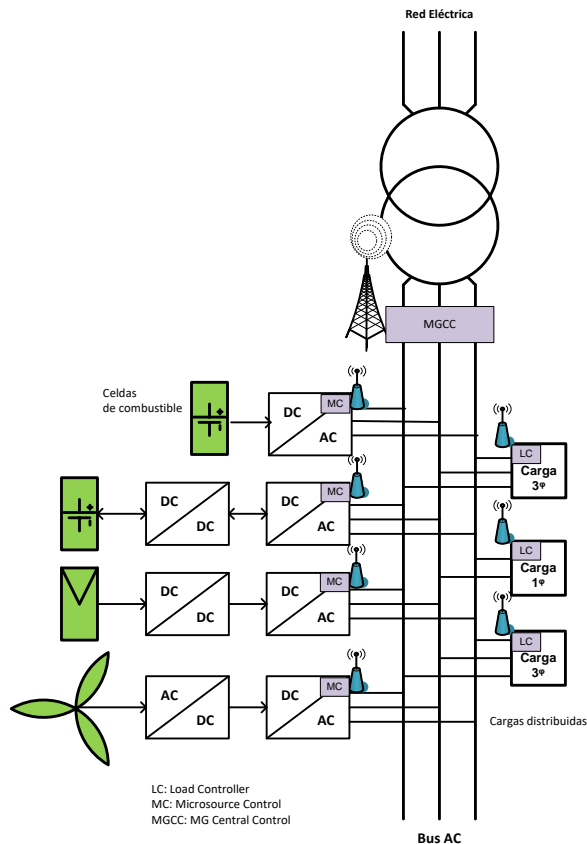 Red Eléctrica
MGCC
Celdas
de combustible
DC
MC
AC
LC
Carga
3φ
DC
DC
DC
MC
AC
LC
Carga
1φ
DC
DC
DC
MC
AC
LC
Carga
3φ
AC
DC
DC
MC
AC
Cargas distribuidas
LC: Load Controller
MC: Microsource Control
MGCC: MG Central Control
Bus AC